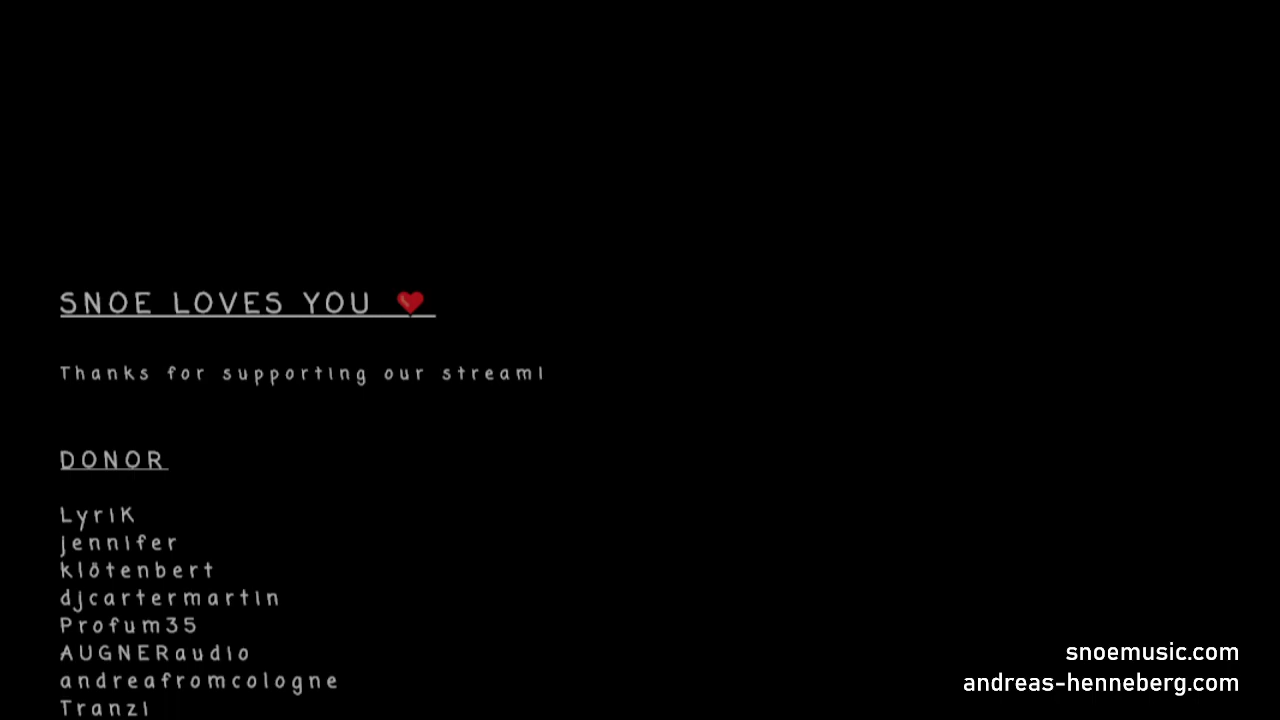 SNOE LOVES YOU ❤
Thanks for supporting our stream!
DONOR
LyriK
jennifer
klötenbert
djcartermartin
Profum35
AUGNERaudio
andreafromcologne
Tranzi
snoemusic.com
andreas-henneberg.com